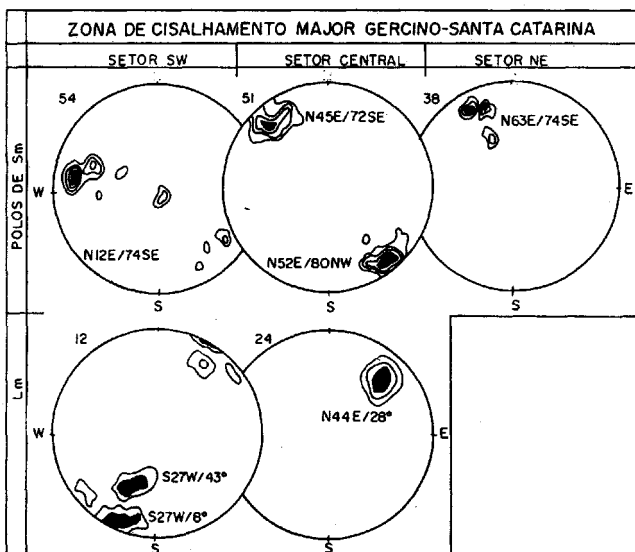 ZONA DE CISALHAMENTO MAJOR GERCINO-SANTA CATARINA
SETOR SW SETOR CENTRAL SETOR NE
POLOS DE Sm
54 51 38
N45E/72SE N63E/74SE
W E
N12E/74SE N52E/80NW
S S S
Lm
12 24
N44E/28°
W E
S27W/43°
S27W/8°
S S